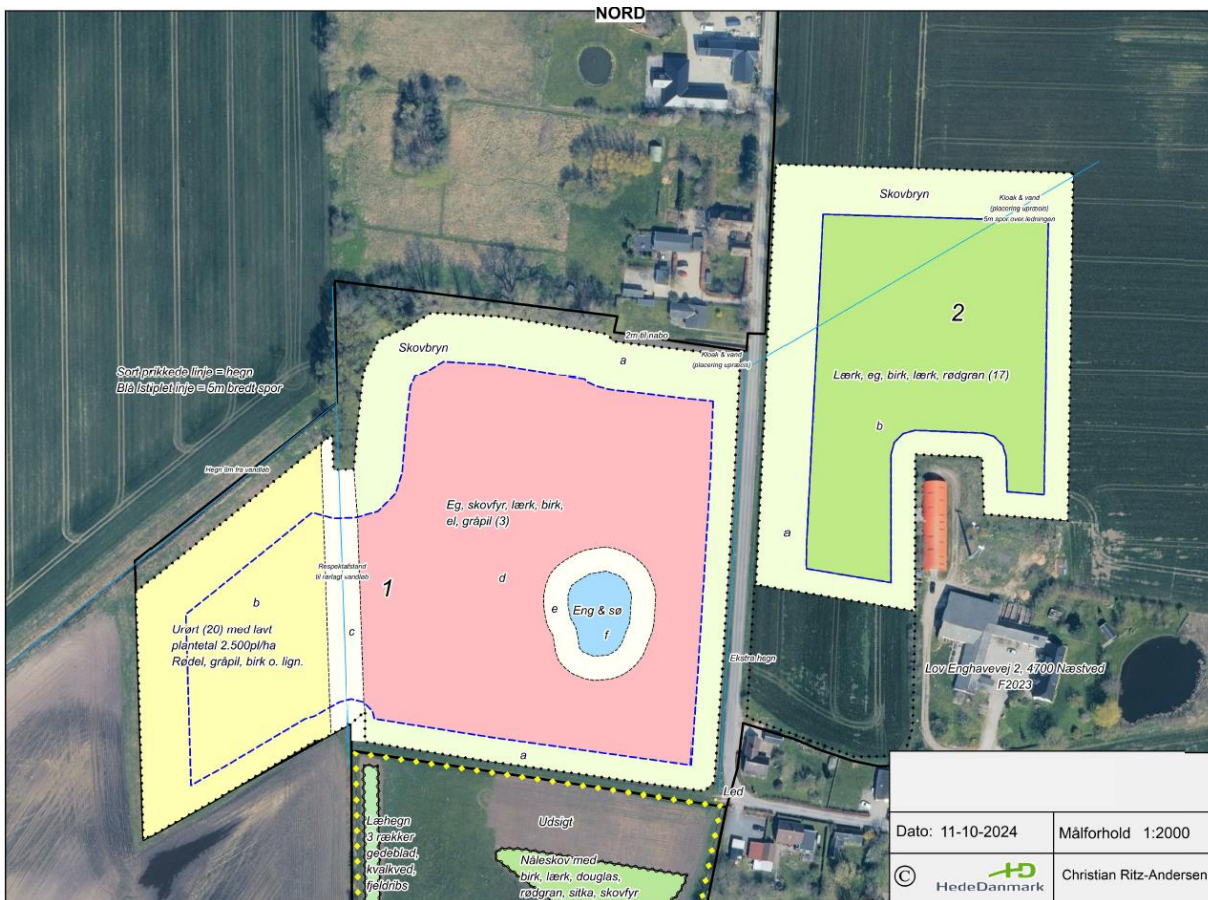 NORD
Skovbryn
Kloak & vand
(placering upræcis)
5m spor over ledningen
2
Lærk, eg, birk, lærk, rødgran (17)
b
a
2m til nabo
Skovbryn
a
Kloak & vand
(placering upræcis)
Sort prikkede linje = hegn
Blå lstiplet linje = 5m bredt spor
Hegn 8m fra vandløb
Eg, skovfyr, lærk, birk,
el, gråpil (3)
d
Respektafstand
til rørlagt vandløb
1
b
Urørt (20) med lavt
plantetal 2.500pl/ha
Rødel, gråpil, birk o. lign.
c
e
Eng & sø
f
Ekstra hegn
Lov Enghavevej 2, 4700 Næstved
F2023
a
Led
Læhegn
3 rækker
gedeblad,
kvalkved,
fjeldribs
Udsigt
Nåleskov med
birk, lærk, douglas,
rødgran, sitka, skovfyr
Dato: 11-10-2024
Målforhold 1:2000
©
HD
HedeDanmark
Christian Ritz-Andersen